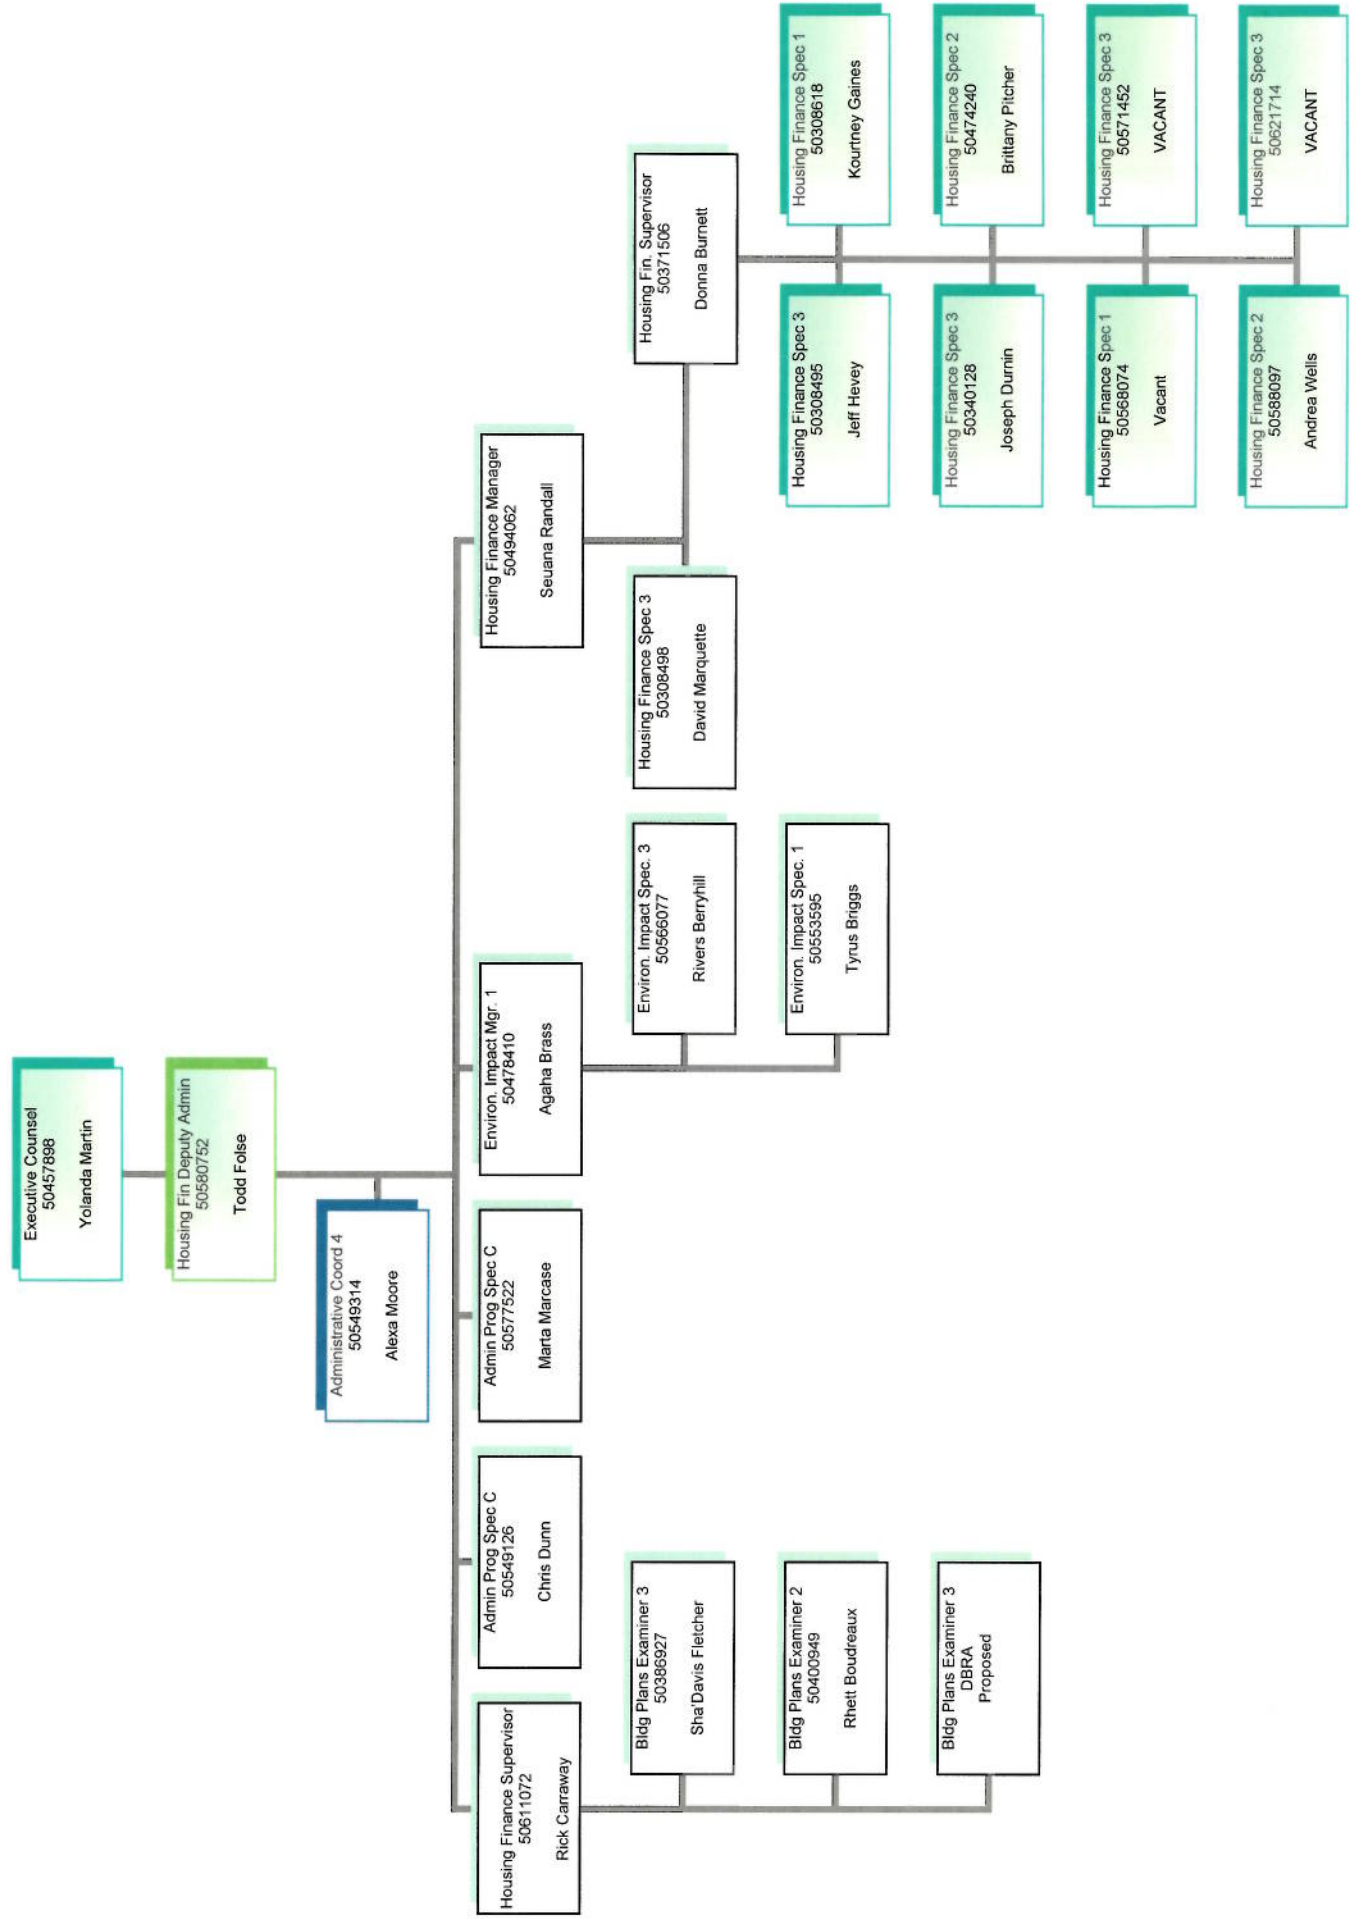 Executive Counsel
50457898
Yolanda Martin
Housing Fin Deputy Admin
50580752
Todd Folse
Administrative Coord 4
50549314
Alexa Moore
Housing Finance Supervisor
50611072
Rick Carraway
Admin Prog Spec C
50549126
Chris Dunn
Admin Prog Spec C
50577522
Marta Marcase
Environ. Impact Mgr. 1
50478410
Agaha Brass
Housing Finance Manager
50494062
Seuana Randall
Bldg Plans Examiner 3
50386927
Sha'Davis Fletcher
Bldg Plans Examiner 2
50400949
Rhett Boudreaux
Bldg Plans Examiner 3
DBRA
Proposed
Environ. Impact Spec. 3
50566077
Rivers Berryhill
Environ. Impact Spec. 1
50553595
Tyrus Briggs
Housing Finance Spec 3
50308498
David Marquette
Housing Fin. Supervisor
50371506
Donna Burnett
Housing Finance Spec 3
50308495
Jeff Hevey
Housing Finance Spec 1
50308618
Kourtney Gaines
Housing Finance Spec 3
50340128
Joseph Durnin
Housing Finance Spec 2
50474240
Brittany Pitcher
Housing Finance Spec 1
50568074
Vacant
Housing Finance Spec 3
50571452
VACANT
Housing Finance Spec 2
50588097
Andrea Wells
Housing Finance Spec 3
50621714
VACANT